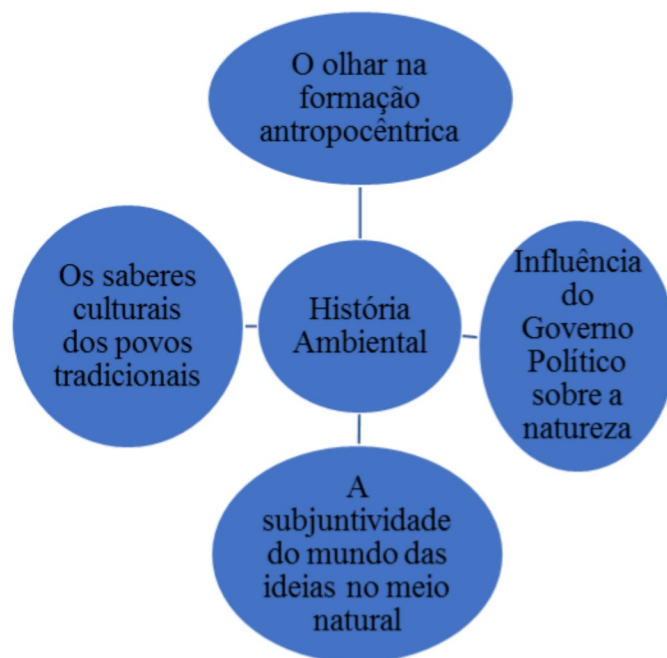 O olhar na
formação
antropocêntrica
Os saberes
culturais
dos povos
tradicionais
História
Ambiental
Influência
do
Governo
Político
sobre a
natureza
A
subjuntividade
do mundo das
ideias no meio
natural